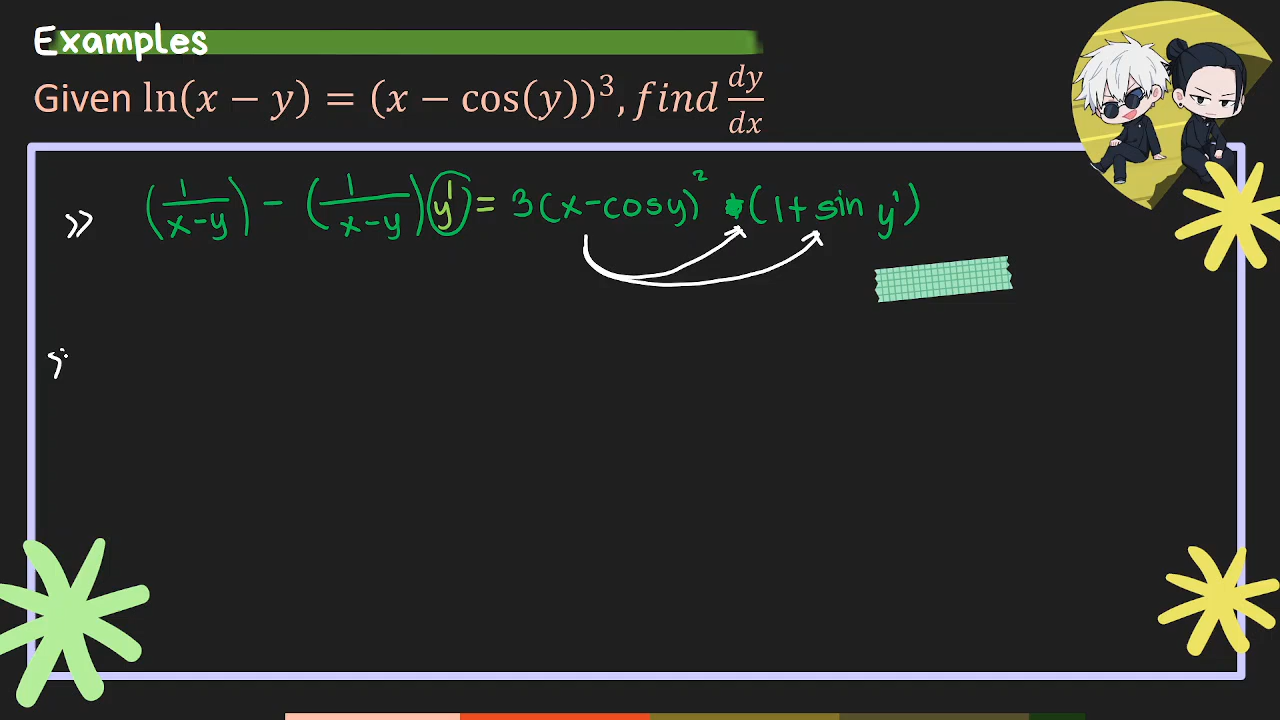 Examples
Given ln(x − y) = (x − cos(y))³, find dy/dx
» (1/(x-y)) - (1/(x-y))(y') = 3(x-cosy)² • (1+ sin y')